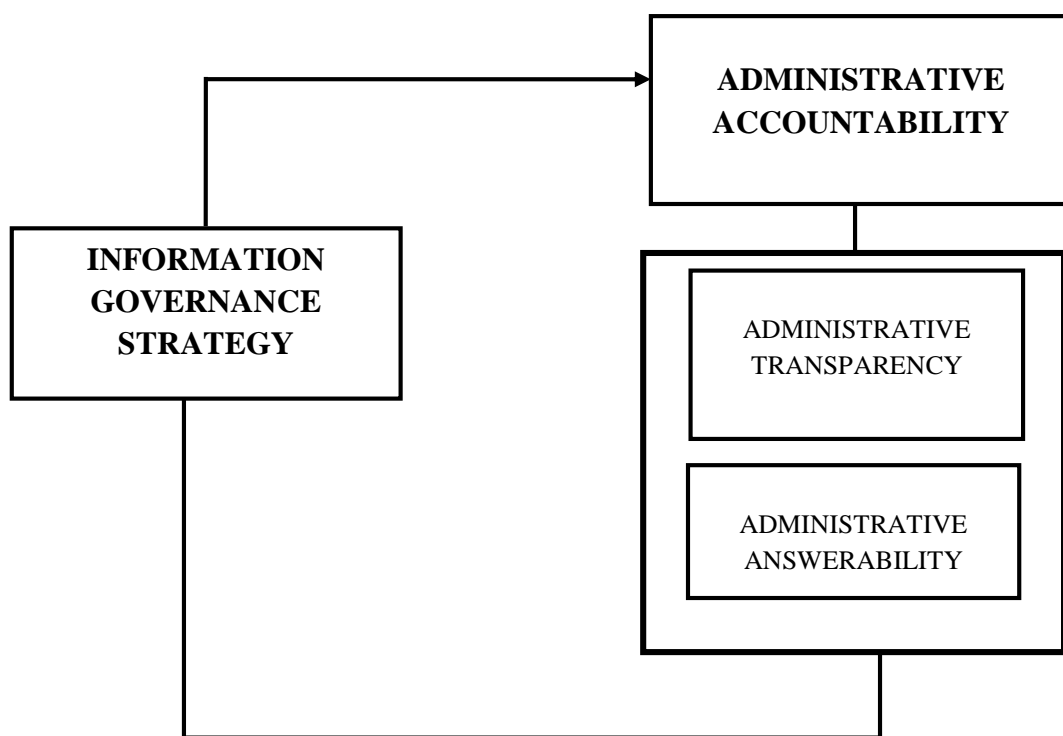 ADMINISTRATIVE
ACCOUNTABILITY
INFORMATION
GOVERNANCE
STRATEGY
ADMINISTRATIVE
TRANSPARENCY
ADMINISTRATIVE
ANSWERABILITY